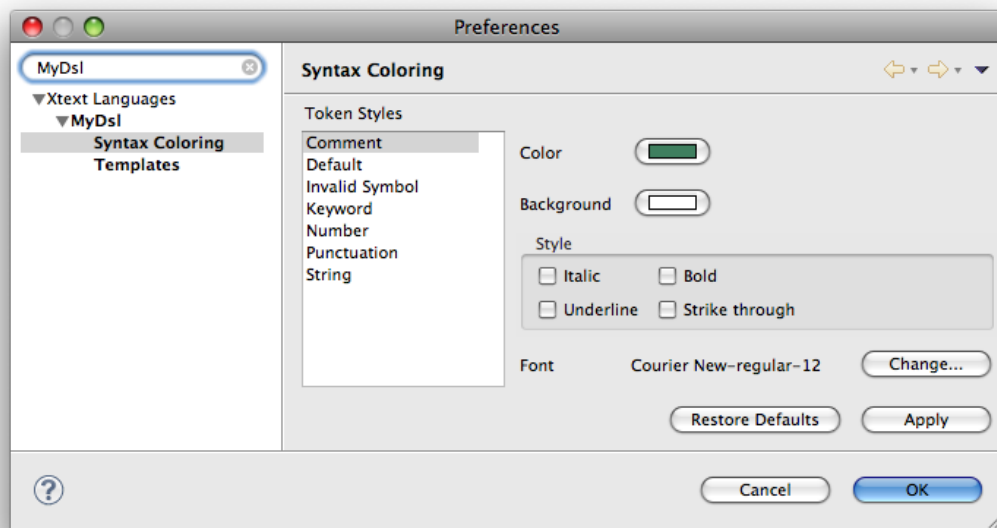 Preferences
MyDsl
Xtext Languages
MyDsl
Syntax Coloring
Templates
Syntax Coloring
Token Styles
Comment
Default
Invalid Symbol
Keyword
Number
Punctuation
String
Color
Background
Style
Italic Bold
Underline Strike through
Font Courier New-regular-12 Change...
Restore Defaults Apply
? Cancel OK